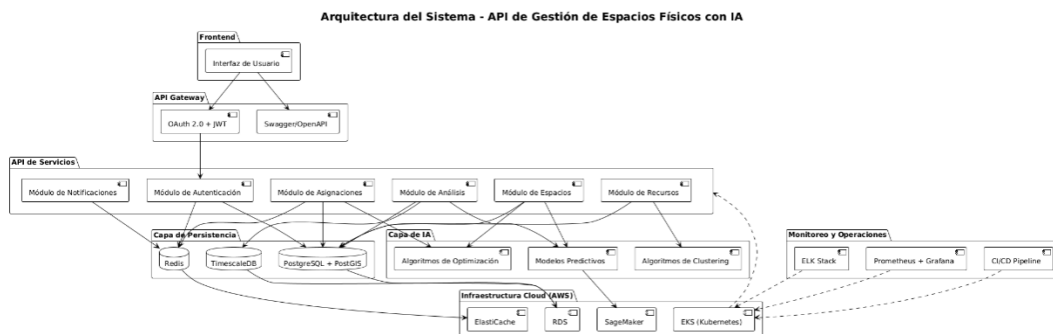 Arquitectura del Sistema - API de Gestión de Espacios Físicos con IA
Frontend
Interfaz de Usuario
API Gateway
OAuth 2.0 + JWT
Swagger/OpenAPI
API de Servicios
Módulo de Notificaciones
Módulo de Autenticación
Módulo de Asignaciones
Módulo de Análisis
Módulo de Espacios
Módulo de Recursos
Capa de Persistencia
Redis
TimescaleDB
PostgreSQL + PostGIS
Capa de IA
Algoritmos de Optimización
Modelos Predictivos
Algoritmos de Clustering
Monitoreo y Operaciones
ELK Stack
Prometheus + Grafana
CI/CD Pipeline
Infraestructura Cloud (AWS)
ElastiCache
RDS
SageMaker
EKS (Kubernetes)